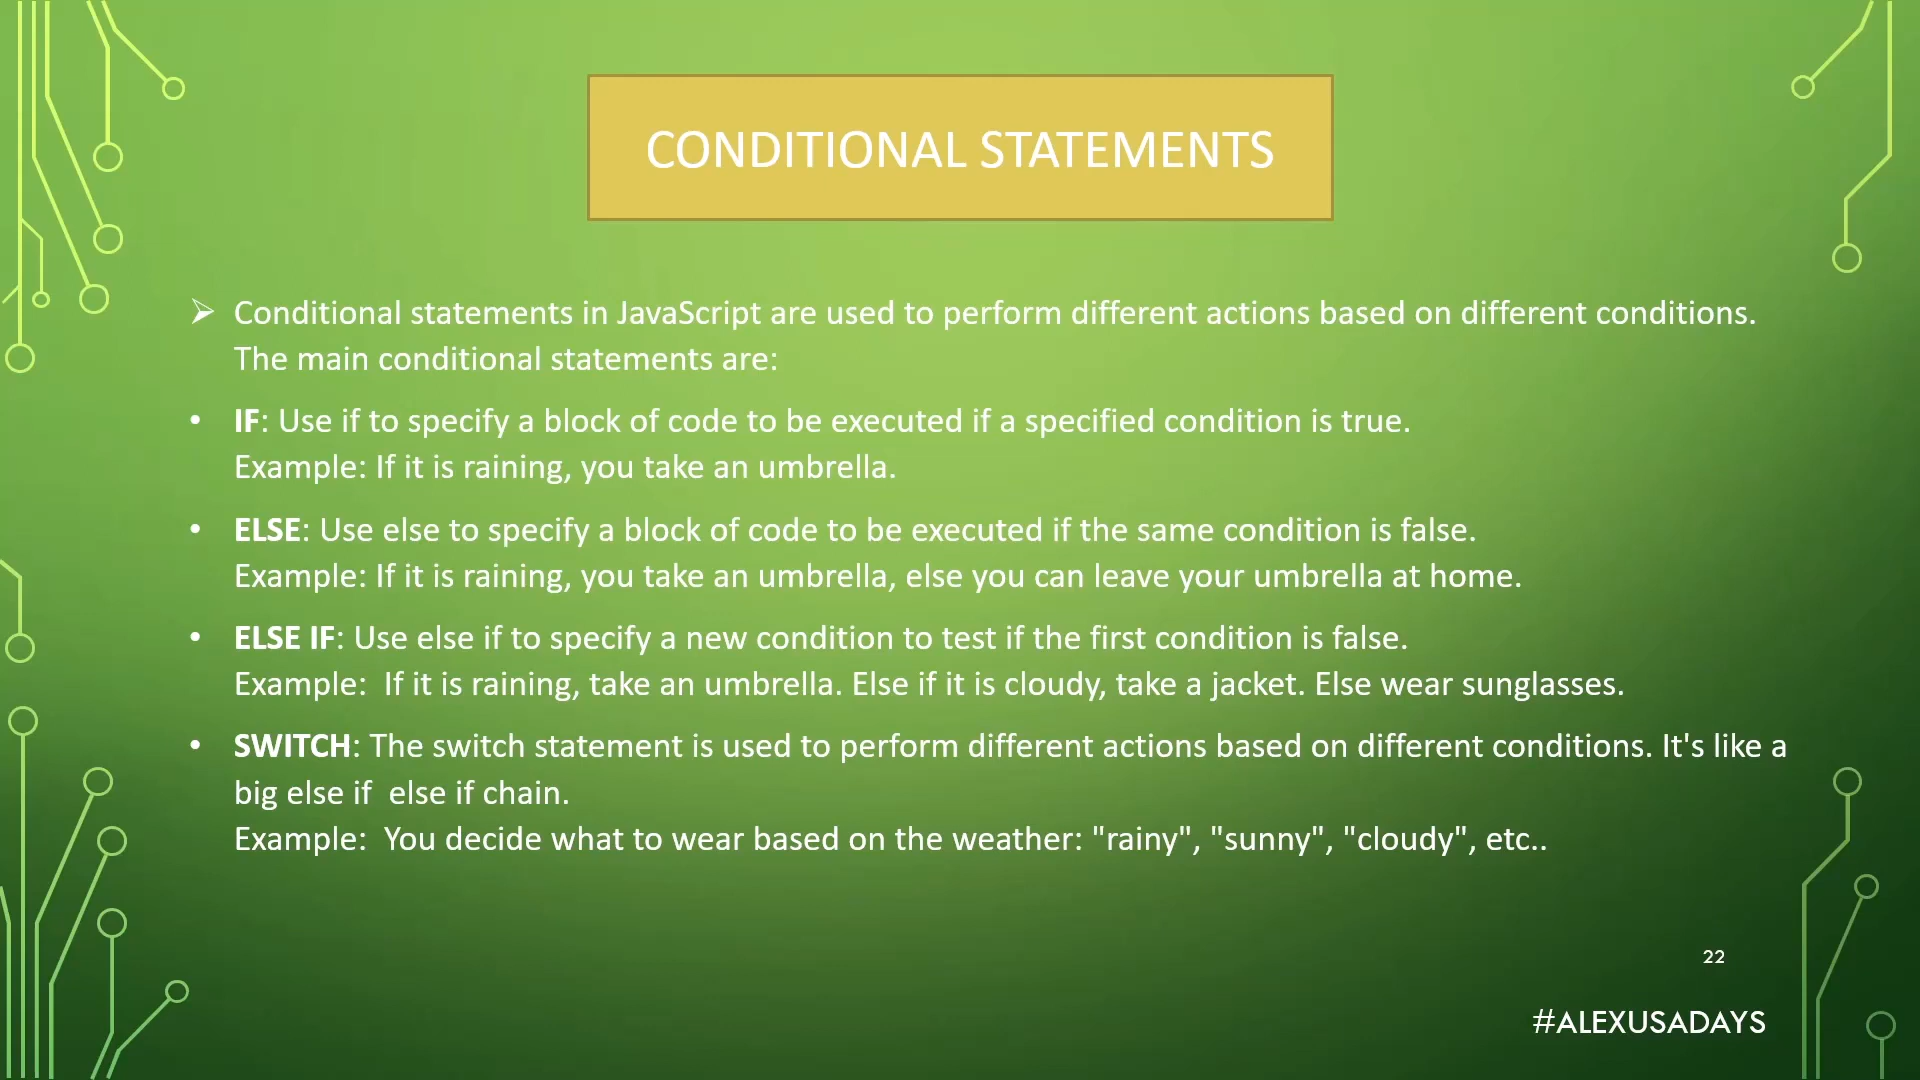 CONDITIONAL STATEMENTS
➢ Conditional statements in JavaScript are used to perform different actions based on different conditions.
The main conditional statements are:
• IF: Use if to specify a block of code to be executed if a specified condition is true.
Example: If it is raining, you take an umbrella.
• ELSE: Use else to specify a block of code to be executed if the same condition is false.
Example: If it is raining, you take an umbrella, else you can leave your umbrella at home.
• ELSE IF: Use else if to specify a new condition to test if the first condition is false.
Example:  If it is raining, take an umbrella. Else if it is cloudy, take a jacket. Else wear sunglasses.
• SWITCH: The switch statement is used to perform different actions based on different conditions. It's like a
big else if  else if chain.
Example:  You decide what to wear based on the weather: "rainy", "sunny", "cloudy", etc..
22
#ALEXUSADAYS